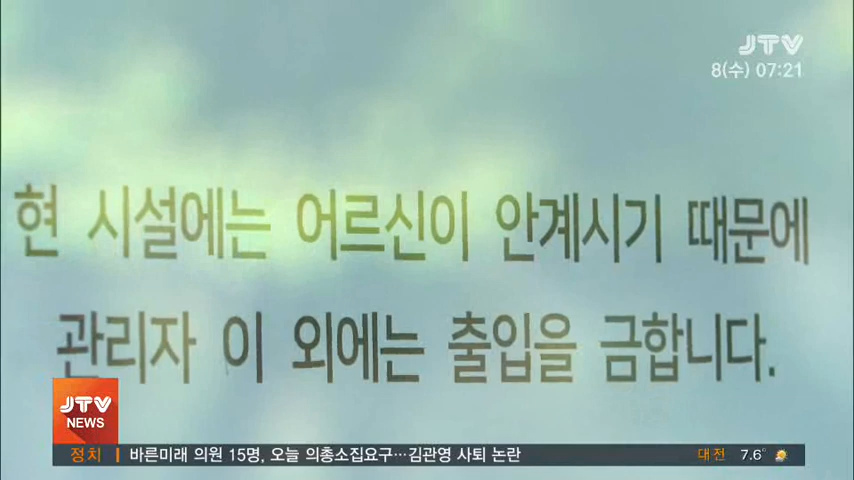 JTV
8(수) 07:21
현 시설에는 어르신이 안계시기 때문에
관리자 이 외에는 출입을 금합니다.
JTV
NEWS
정치 바른미래 의원 15명, 오늘 의총소집요구…김관영 사퇴 논란 대전 7.6°